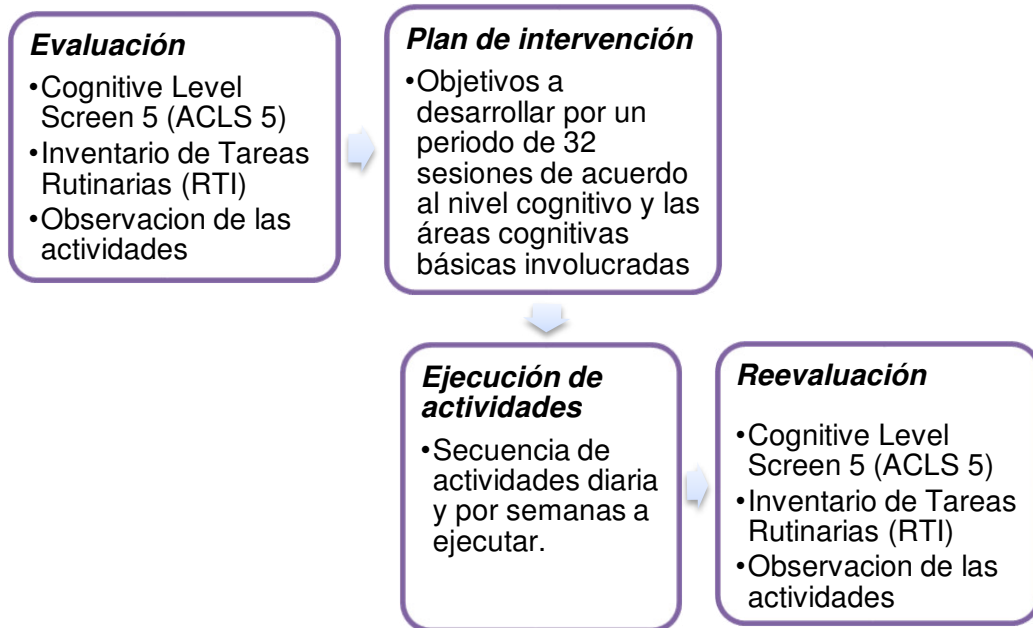 Evaluación
•Cognitive Level
Screen 5 (ACLS 5)
•Inventario de Tareas
Rutinarias (RTI)
•Observacion de las
actividades
Plan de intervención
•Objetivos a
desarrollar por un
periodo de 32
sesiones de acuerdo
al nivel cognitivo y las
áreas cognitivas
básicas involucradas
Ejecución de
actividades
•Secuencia de
actividades diaria
y por semanas a
ejecutar.
Reevaluación
•Cognitive Level
Screen 5 (ACLS 5)
•Inventario de Tareas
Rutinarias (RTI)
•Observacion de las
actividades